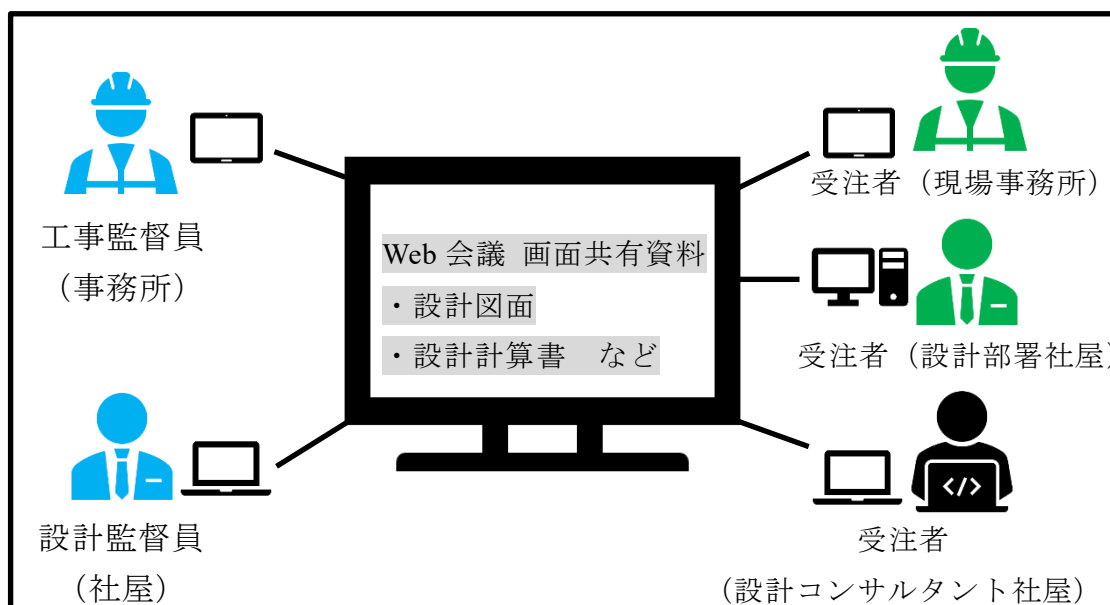 工事監督員
（事務所）
設計監督員
（社屋）
Web 会議 画面共有資料
・設計図面
・設計計算書　など
受注者（現場事務所）
受注者（設計部署社屋）
</>
受注者
（設計コンサルタント社屋）